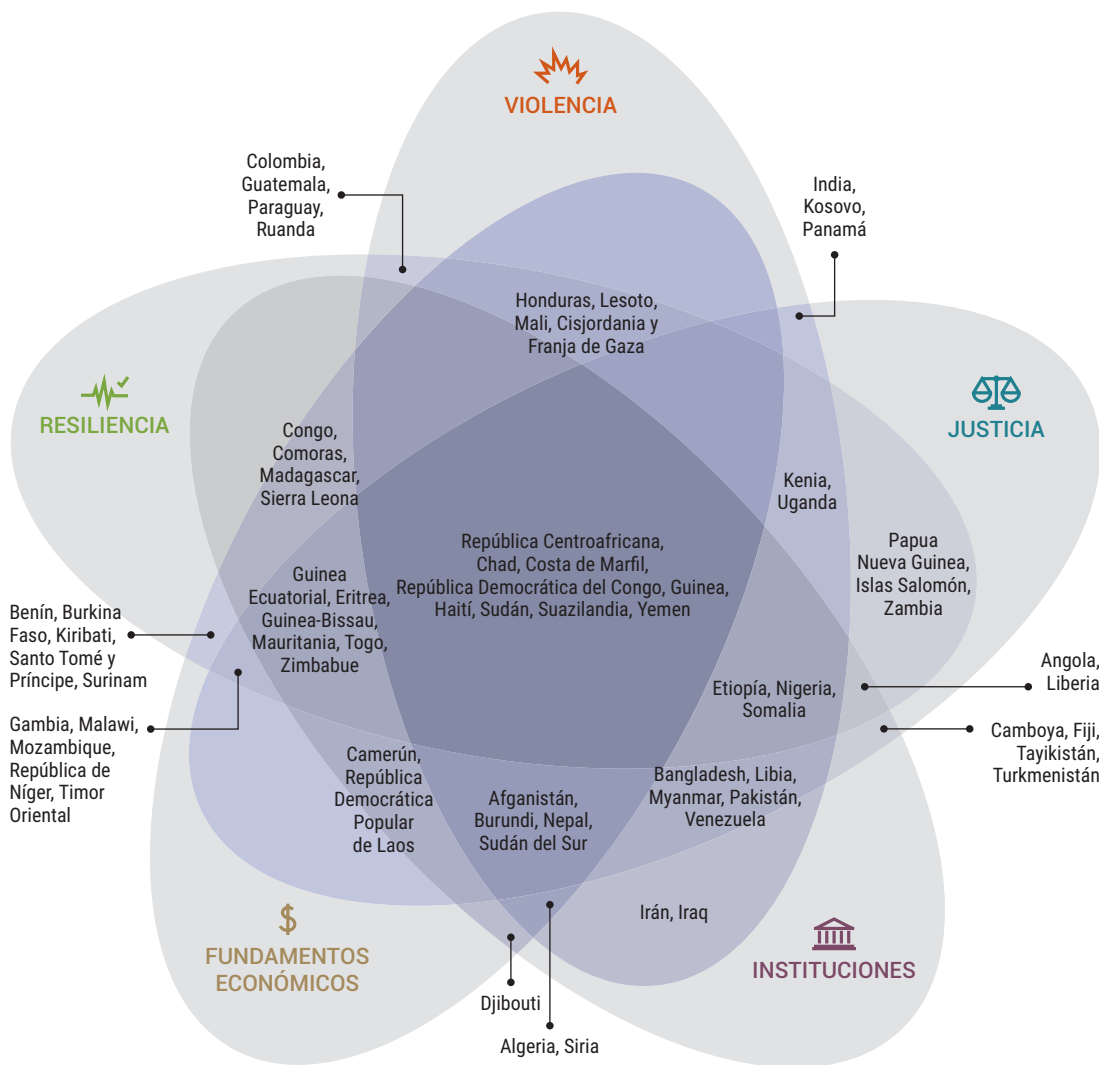 VIOLENCIA
Colombia,
Guatemala,
Paraguay,
Ruanda
India,
Kosovo,
Panamá
Honduras, Lesoto,
Mali, Cisjordania y
Franja de Gaza
RESILIENCIA
JUSTICIA
Congo,
Comoras,
Madagascar,
Sierra Leona
Kenia,
Uganda
República Centroafricana,
Chad, Costa de Marfil,
República Democrática del Congo, Guinea,
Haití, Sudán, Suazilandia, Yemen
Papua
Nueva Guinea,
Islas Salomón,
Zambia
Guinea
Ecuatorial, Eritrea,
Guinea-Bissau,
Mauritania, Togo,
Zimbabue
Benín, Burkina
Faso, Kiribati,
Santo Tomé y
Príncipe, Surinam
Angola,
Liberia
Etiopía, Nigeria,
Somalia
Gambia, Malawi,
Mozambique,
República de
Níger, Timor
Oriental
Camboya, Fiji,
Tayikistán,
Turkmenistán
Camerún,
República
Democrática
Popular
de Laos
Afganistán,
Burundi, Nepal,
Sudán del Sur
Bangladesh, Libia,
Myanmar, Pakistán,
Venezuela
Irán, Iraq
$
FUNDAMENTOS
ECONÓMICOS
INSTITUCIONES
Djibouti
Algeria, Siria